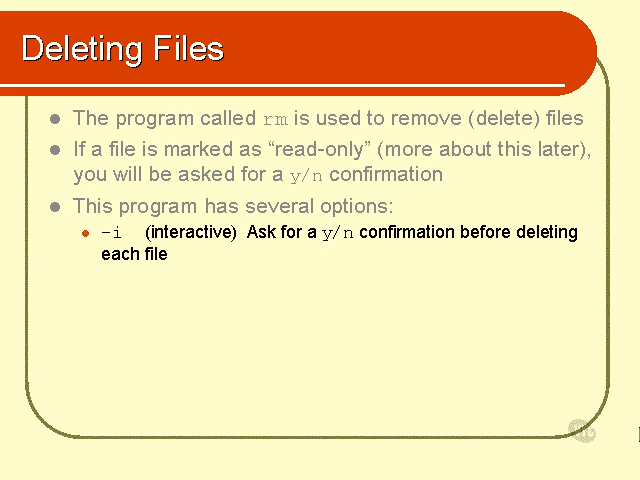 Deleting Files
The program called rm is used to remove (delete) files
If a file is marked as “read-only” (more about this later),
you will be asked for a y/n confirmation
This program has several options:
-i (interactive) Ask for a y/n confirmation before deleting
each file